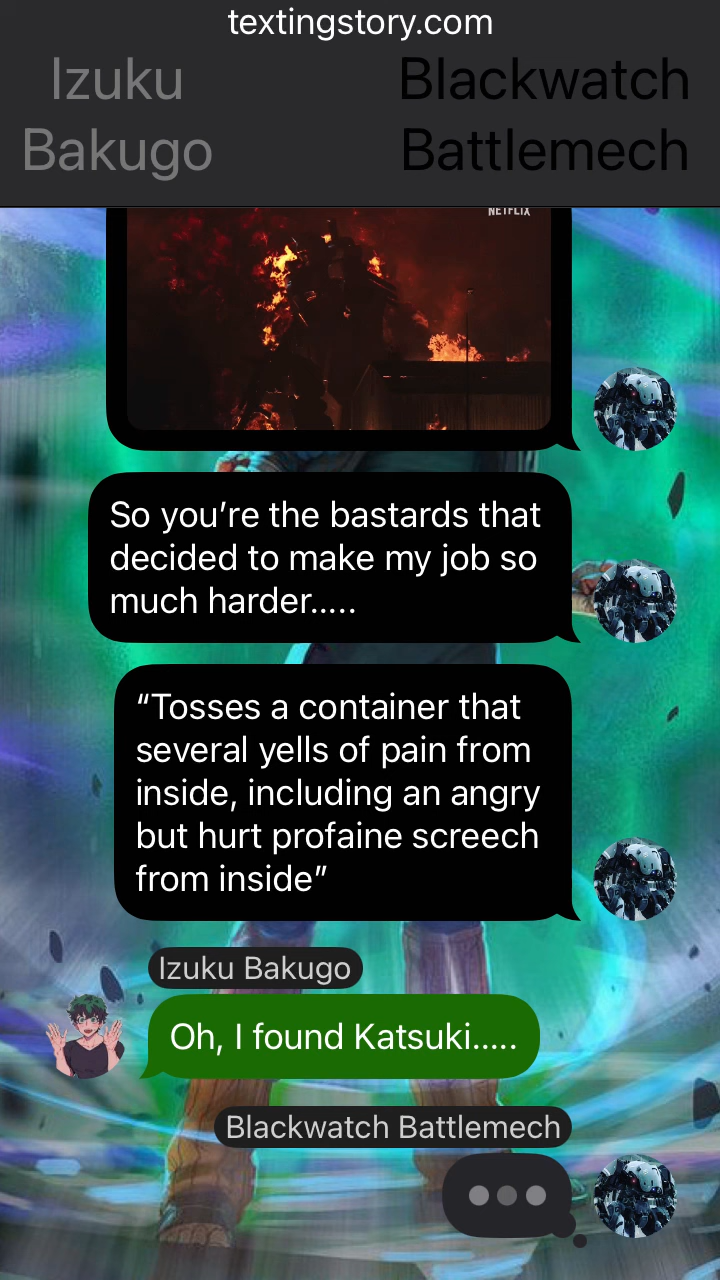 textingstory.com
Izuku
Bakugo
Blackwatch
Battlemech
NETFLIX
So you’re the bastards that
decided to make my job so
much harder.....
“Tosses a container that
several yells of pain from
inside, including an angry
but hurt profaine screech
from inside”
Izuku Bakugo
Oh, I found Katsuki.....
Blackwatch Battlemech